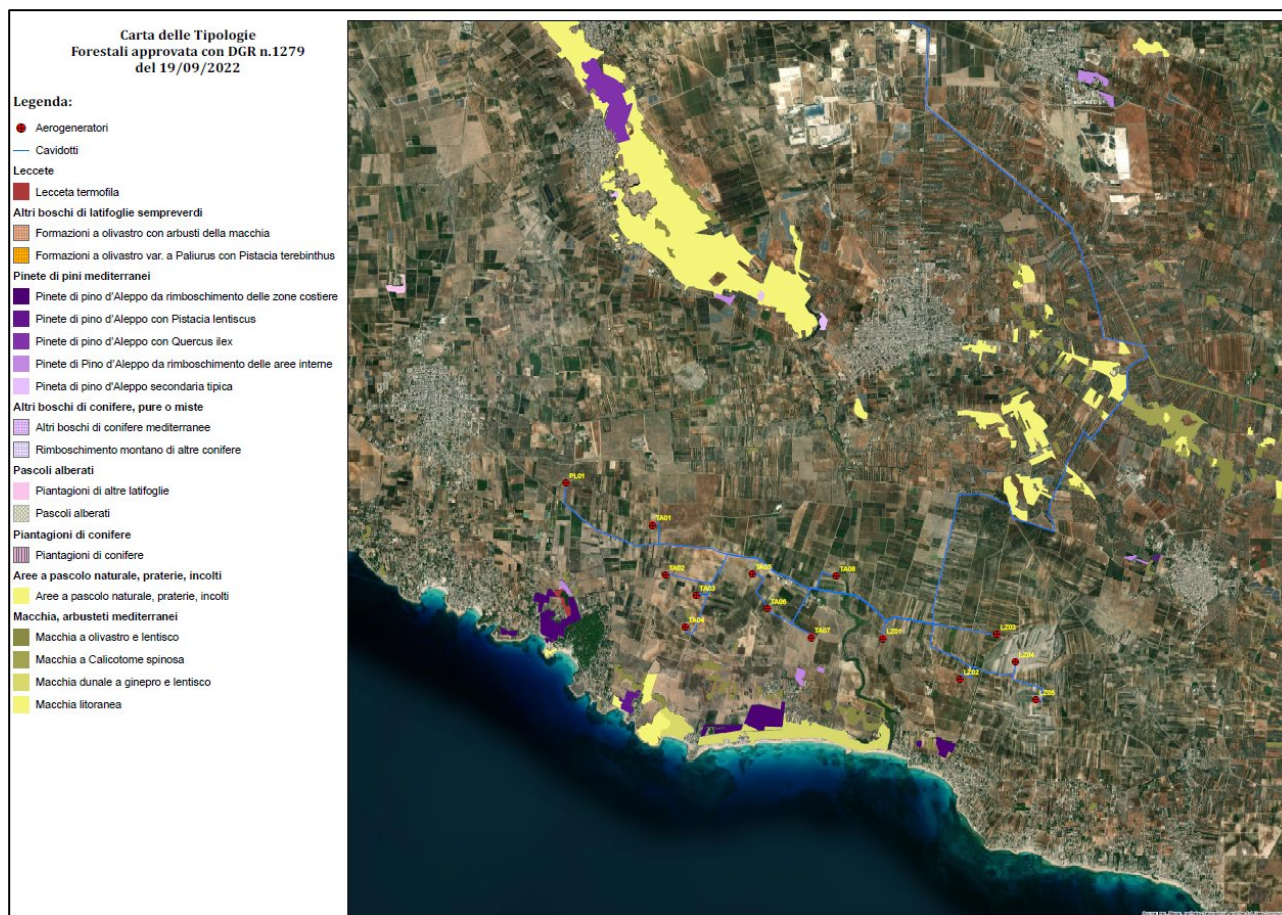 Carta delle Tipologie
Forestali approvata con DGR n.1279
del 19/09/2022
Legenda:
Aerogeneratori
Cavidotti
Leccete
Lecceta termofila
Altri boschi di latifoglie sempreverdi
Formazioni a olivastro con arbusti della macchia
Formazioni a olivastro var. a Paliurus con Pistacia terebinthus
Pinete di pini mediterranei
Pinete di pino d'Aleppo da rimboschimento delle zone costiere
Pinete di pino d'Aleppo con Pistacia lentiscus
Pinete di pino d'Aleppo con Quercus ilex
Pinete di Pino d'Aleppo da rimboschimento delle aree interne
Pineta di pino d'Aleppo secondaria tipica
Altri boschi di conifere, pure o miste
Altri boschi di conifere mediterranee
Rimboschimento montano di altre conifere
Pascoli alberati
Piantagioni di altre latifoglie
Pascoli alberati
Piantagioni di conifere
Piantagioni di conifere
Aree a pascolo naturale, praterie, incolti
Aree a pascolo naturale, praterie, incolti
Macchia, arbusteti mediterranei
Macchia a olivastro e lentisco
Macchia a Calicotome spinosa
Macchia dunale a ginepro e lentisco
Macchia litoranea
PL01
TA01
TA02
TA05
TA08
TA03
TA06
TA04
TA07
LZ01
LZ03
LZ04
LZ02
LZ05